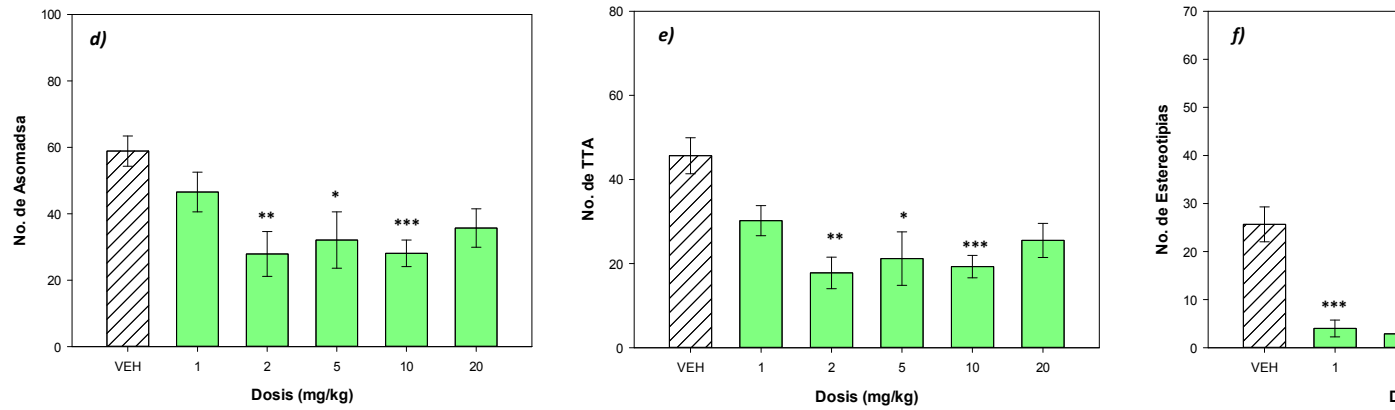 d)
No. de Asomadsa
100
80
60
40
20
0
**
*
***
VEH 1 2 5 10 20
Dosis (mg/kg)
e)
No. de TTA
80
60
40
20
0
**
*
***
VEH 1 2 5 10 20
Dosis (mg/kg)
f)
No. de Estereotipias
70
60
50
40
30
20
10
0
***
VEH 1
D